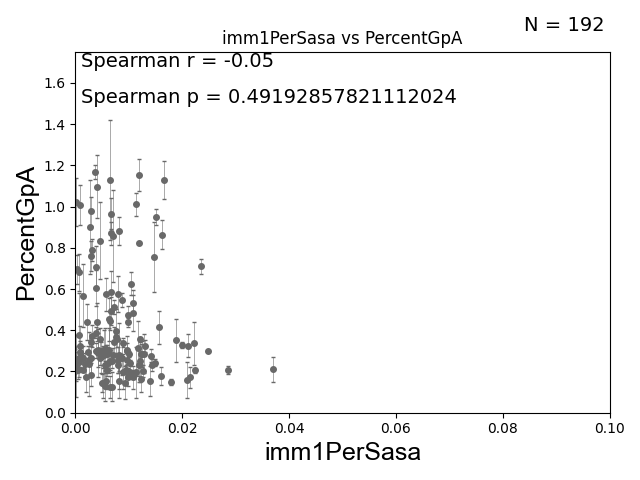 N = 192
imm1PerSasa vs PercentGpA
Spearman r = -0.05
Spearman p = 0.49192857821112024
1.6
1.4
1.2
1.0
0.8
0.6
0.4
0.2
0.0
PercentGpA
0.00 0.02 0.04 0.06 0.08 0.10
imm1PerSasa